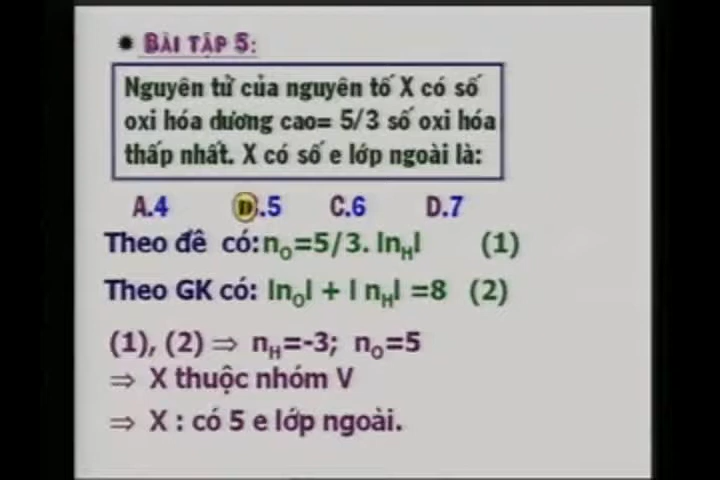 BÀI TẬP 5:
Nguyên tử của nguyên tố X có số
oxi hóa dương cao= 5/3 số oxi hóa
thấp nhất. X có số e lớp ngoài là:
A.4 D.5 C.6 D.7
Theo đề có:nO=5/3. lnHl (1)
Theo GK có: lnOl + l nHl =8 (2)
(1), (2) ⇒ nH=-3; nO=5
⇒ X thuộc nhóm V
⇒ X : có 5 e lớp ngoài.